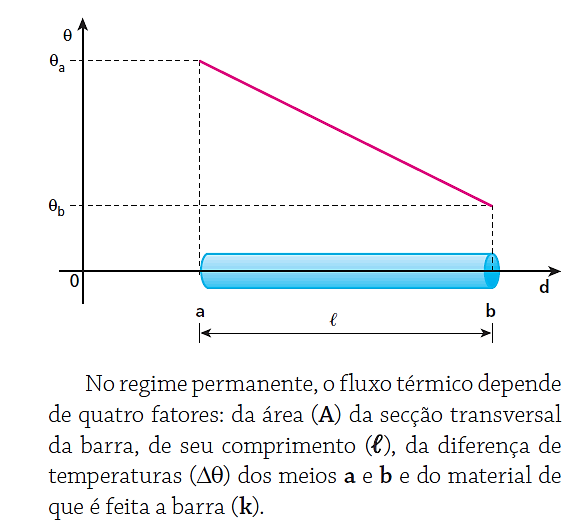 θ
θa
θb
0
d
a
b
ℓ
No regime permanente, o fluxo térmico depende
de quatro fatores: da área (A) da secção transversal
da barra, de seu comprimento (ℓ), da diferença de
temperaturas (Δθ) dos meios a e b e do material de
que é feita a barra (k).